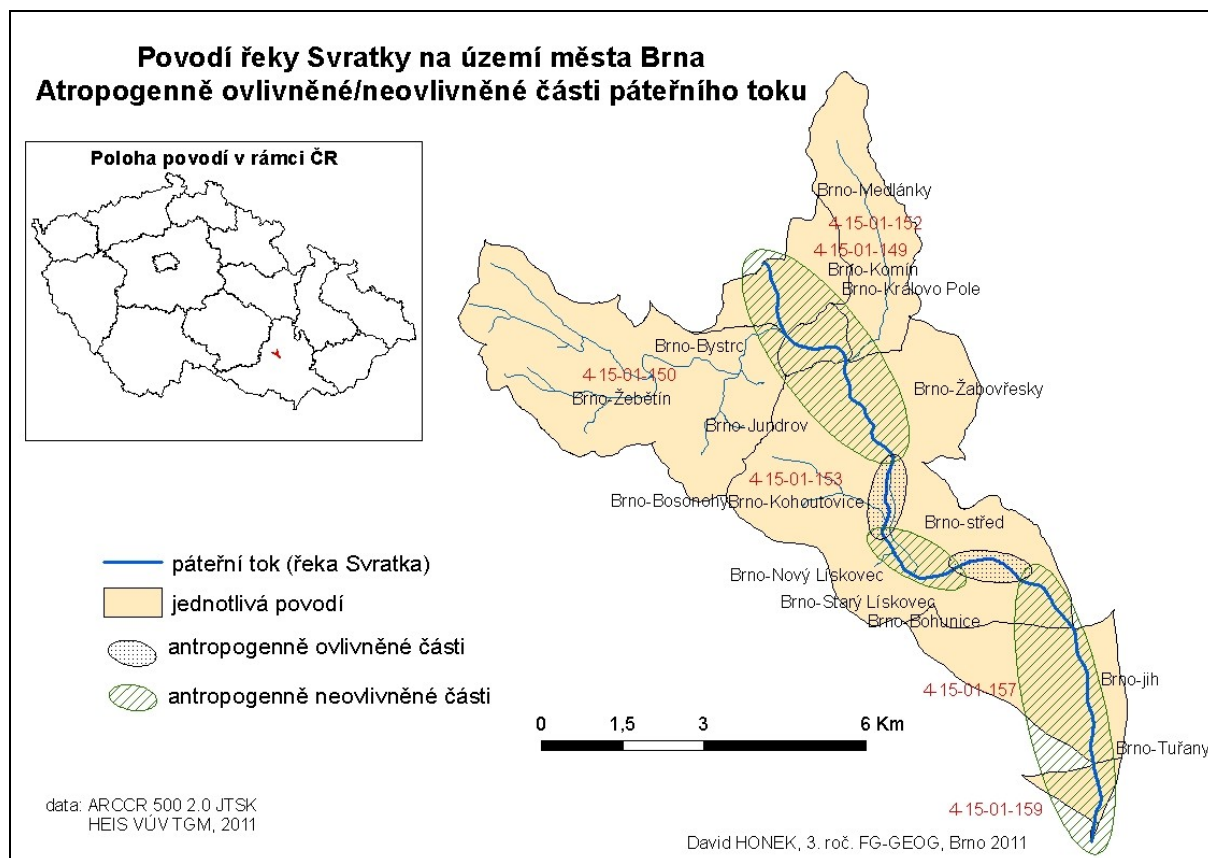 Povodí řeky Svratky na území města Brna
Atropogenně ovlivněné/neovlivněné části páteřního toku
Poloha povodí v rámci ČR
Brno-Medlánky
4-15-01-152
4-15-01-149
Brno-Komín
Brno-Královo Pole
Brno-Bystrc
4-15-01-150
Brno-Žebětín
Brno-Žabovřesky
Brno-Jundrov
4-15-01-153
Brno-Bosonohy
Brno-Kohoutovice
Brno-střed
Brno-Nový Lískovec
Brno-Starý Lískovec
Brno-Bohunice
4-15-01-157
Brno-jih
Brno-Tuřany
4-15-01-159
páteřní tok (řeka Svratka)
jednotlivá povodí
antropogenně ovlivněné části
antropogenně neovlivněné části
0 1,5 3 6 Km
data: ARCCR 500 2.0 JTSK
HEIS VÚV TGM, 2011
David HONEK, 3. roč. FG-GEOG, Brno 2011